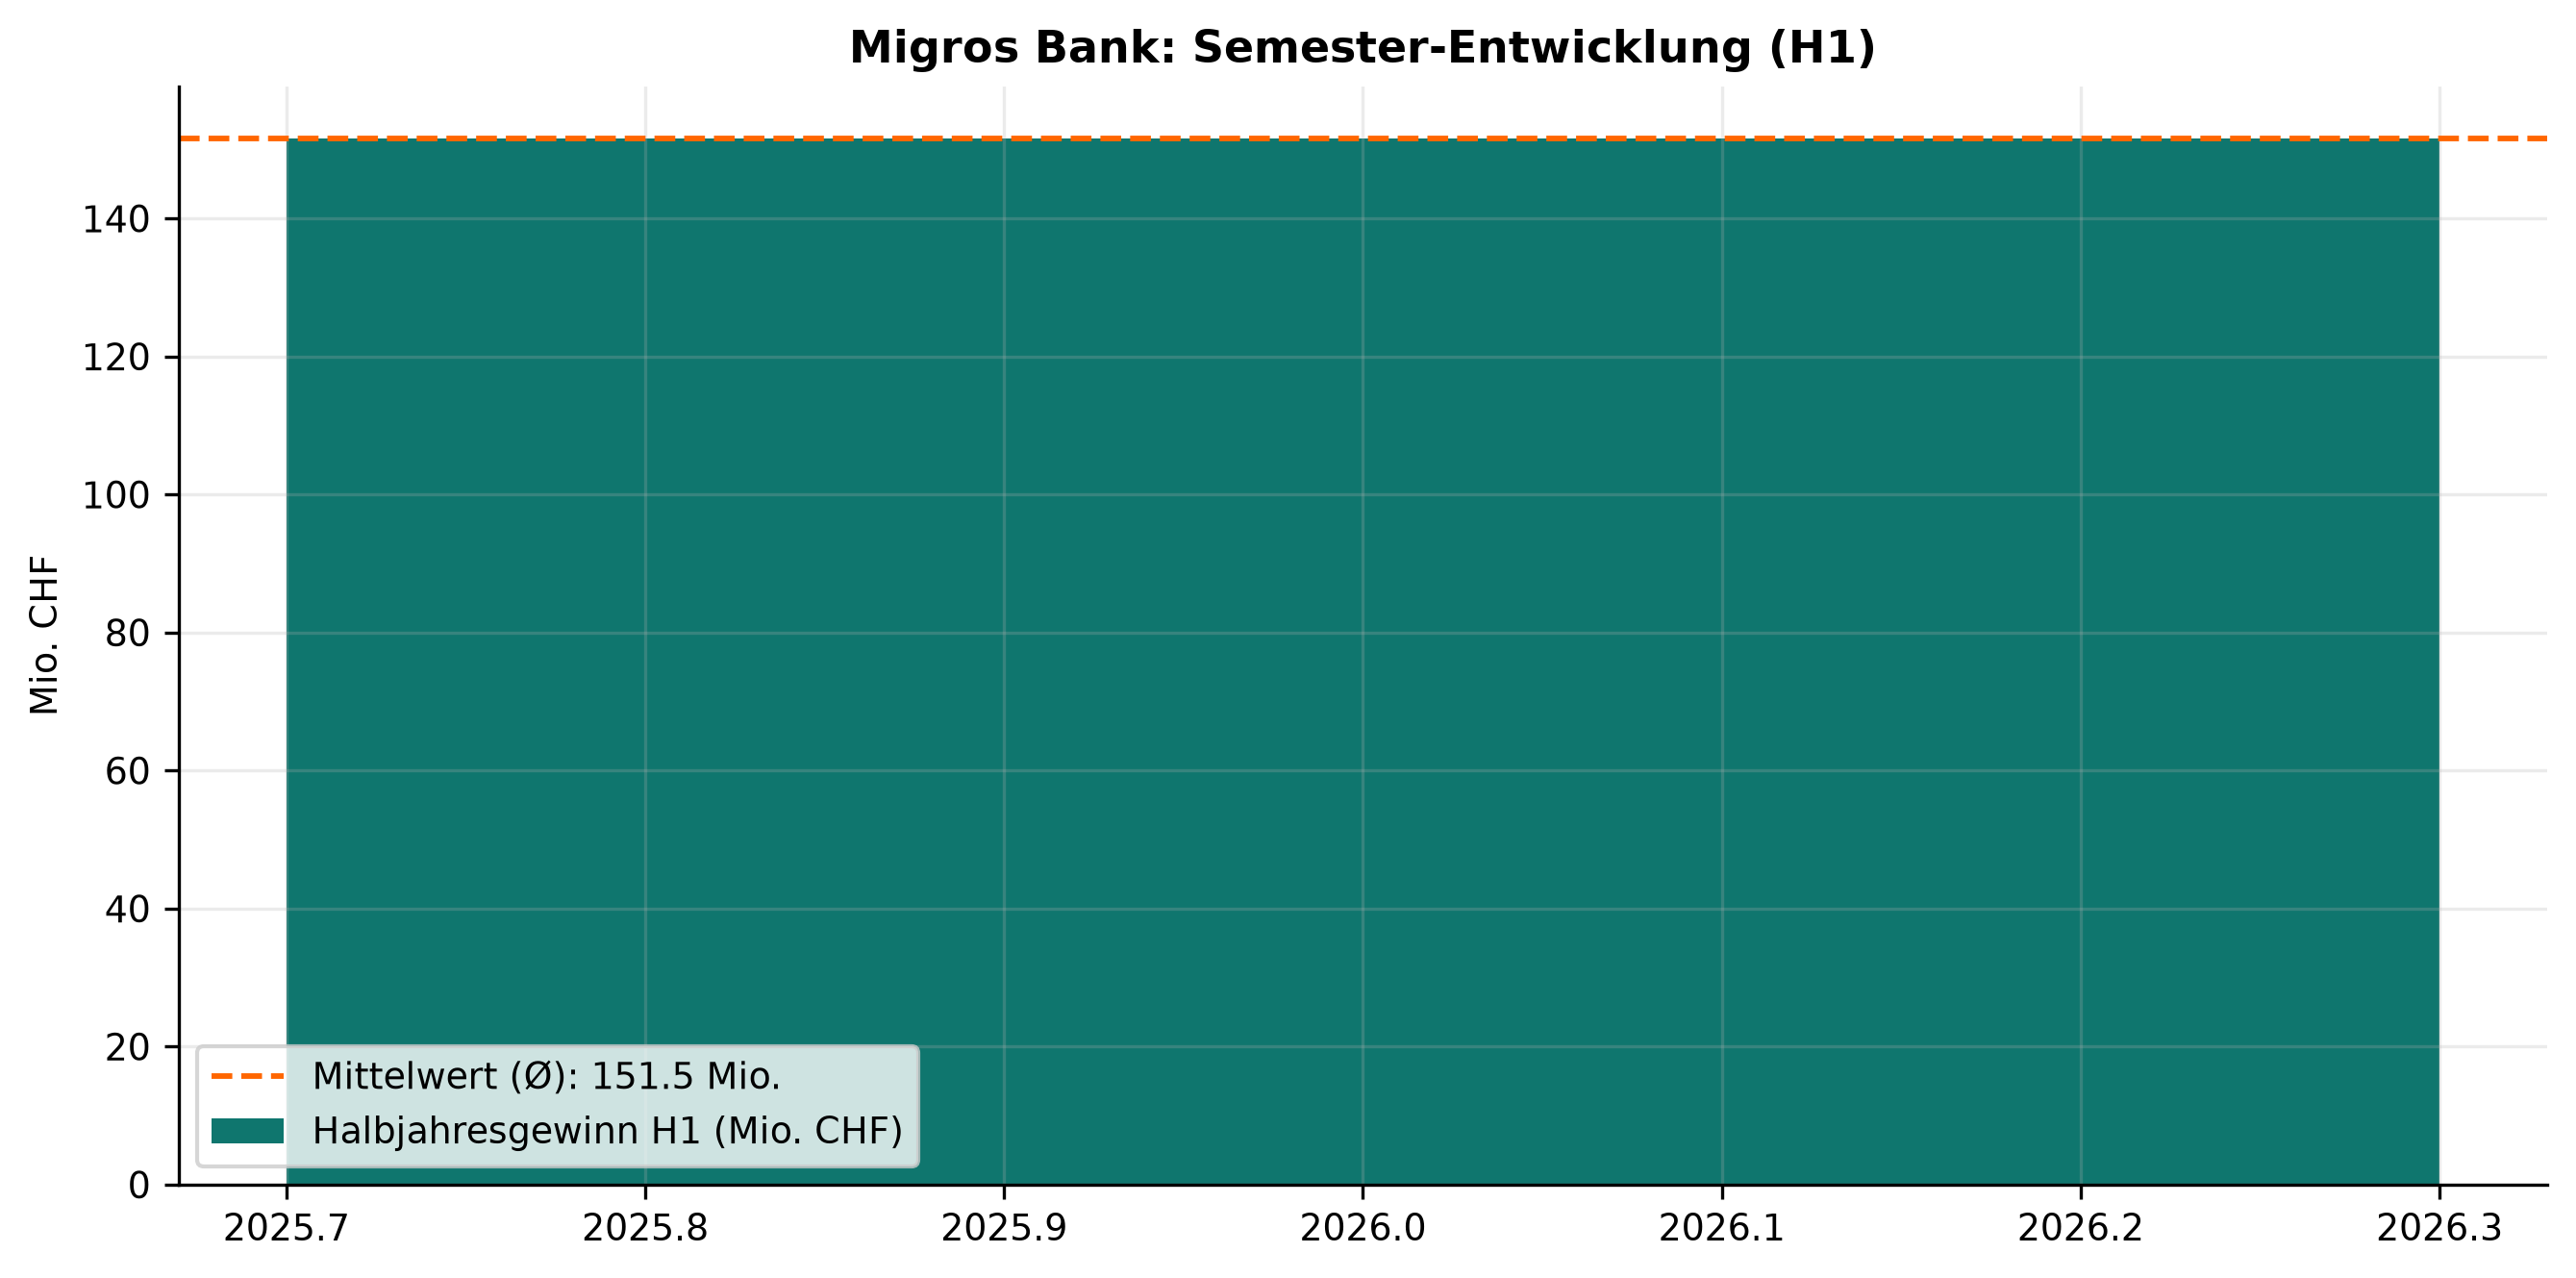 Migros Bank: Semester-Entwicklung (H1)
Mio. CHF
140
120
100
80
60
40
20
0
Mittelwert (Ø): 151.5 Mio.
Halbjahresgewinn H1 (Mio. CHF)
2025.7 2025.8 2025.9 2026.0 2026.1 2026.2 2026.3